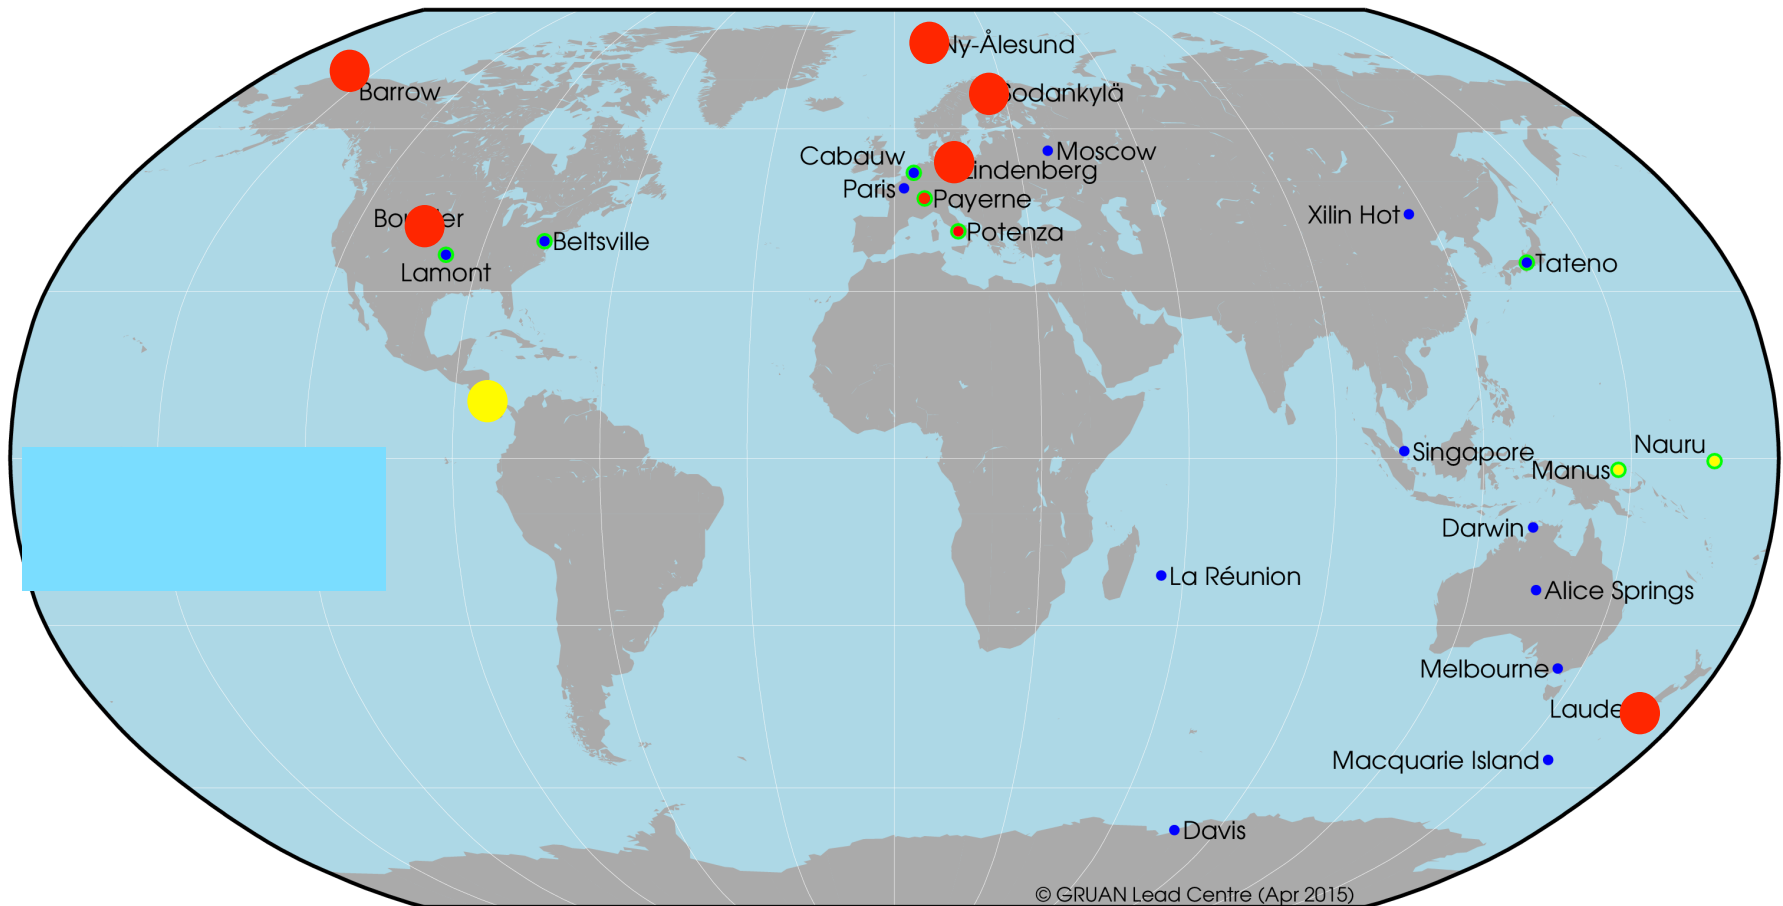 Ny-Ålesund
Barrow
Sodankylä
Cabauw
Moscow
Lindenberg
Paris
Payerne
Xilin Hot
Potenza
Beltsville
Lamont
Tateno
Nauru
Singapore
Manus
Darwin
La Réunion
Alice Springs
Melbourne
Macquarie Island
Davis
© GRUAN Lead Centre (Apr 2015)